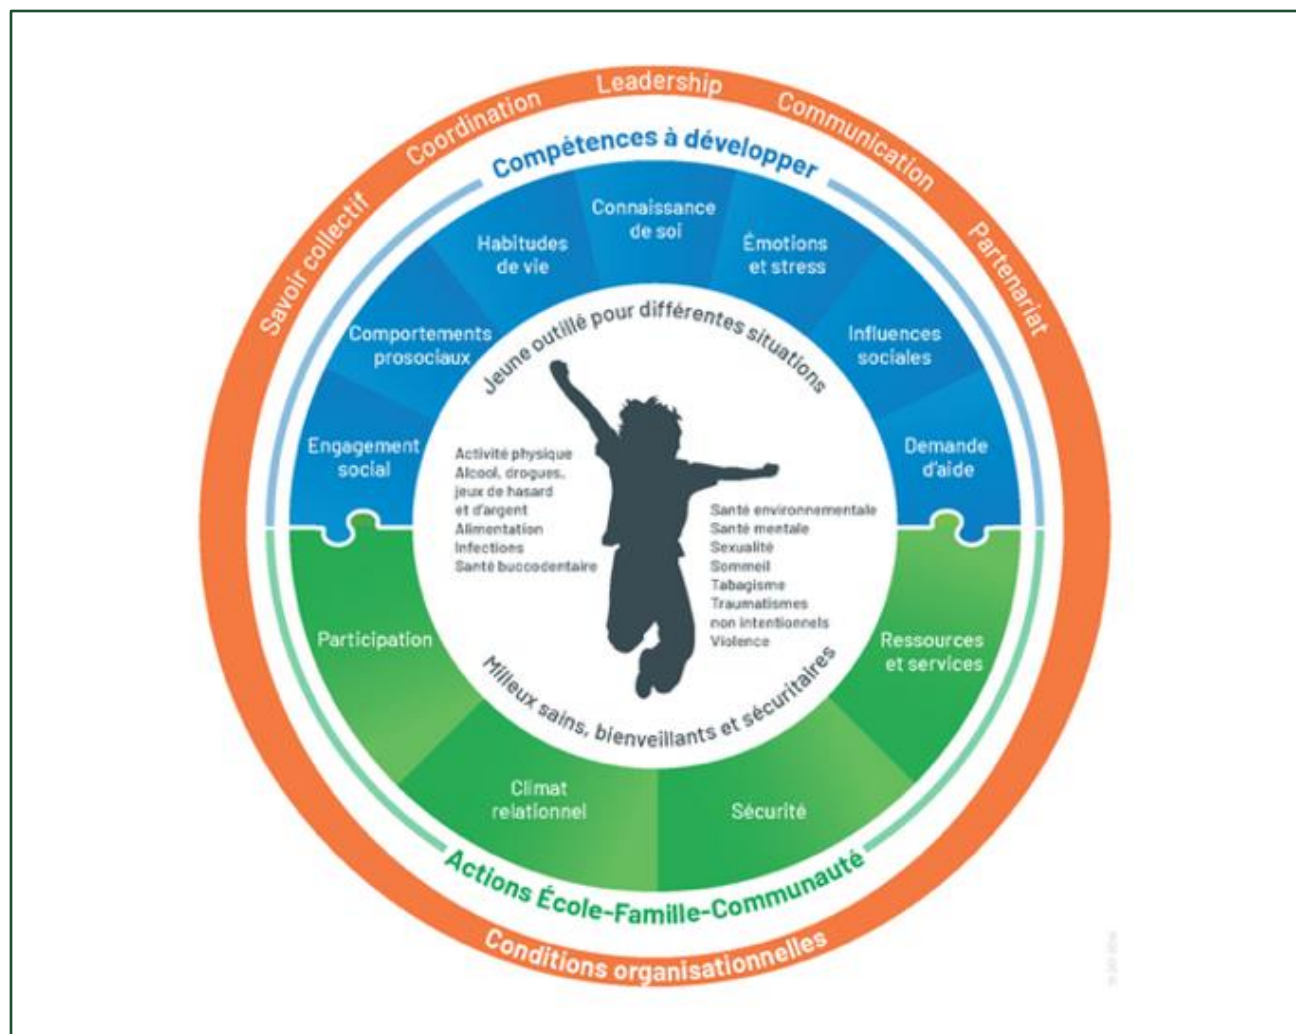 Savoir collectif
Coordination
Leadership
Communication
Partenariat
Compétences à développer
Engagement
social
Comportements
prosociaux
Habitudes
de vie
Connaissance
de soi
Émotions
et stress
Influences
sociales
Demande
d'aide
Jeune outillé pour différentes situations
Activité physique
Alcool, drogues,
jeux de hasard
et d'argent
Alimentation
Infections
Santé buccodentaire
Santé environnementale
Santé mentale
Sexualité
Sommeil
Tabagisme
Traumatismes
non intentionnels
Violence
Milieux sains, bienveillants et sécuritaires
Participation
Climat
relationnel
Sécurité
Ressources
et services
Actions École-Famille-Communauté
Conditions organisationnelles